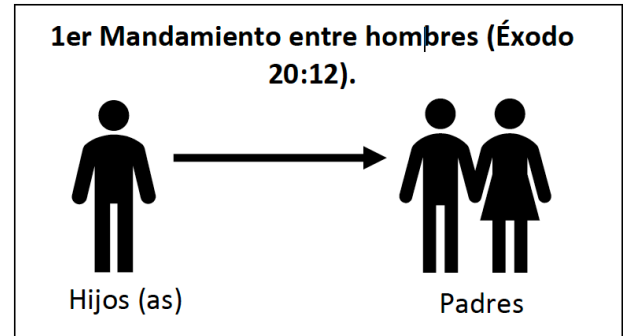 1er Mandamiento entre hombres (Éxodo
20:12).
Hijos (as)
Padres